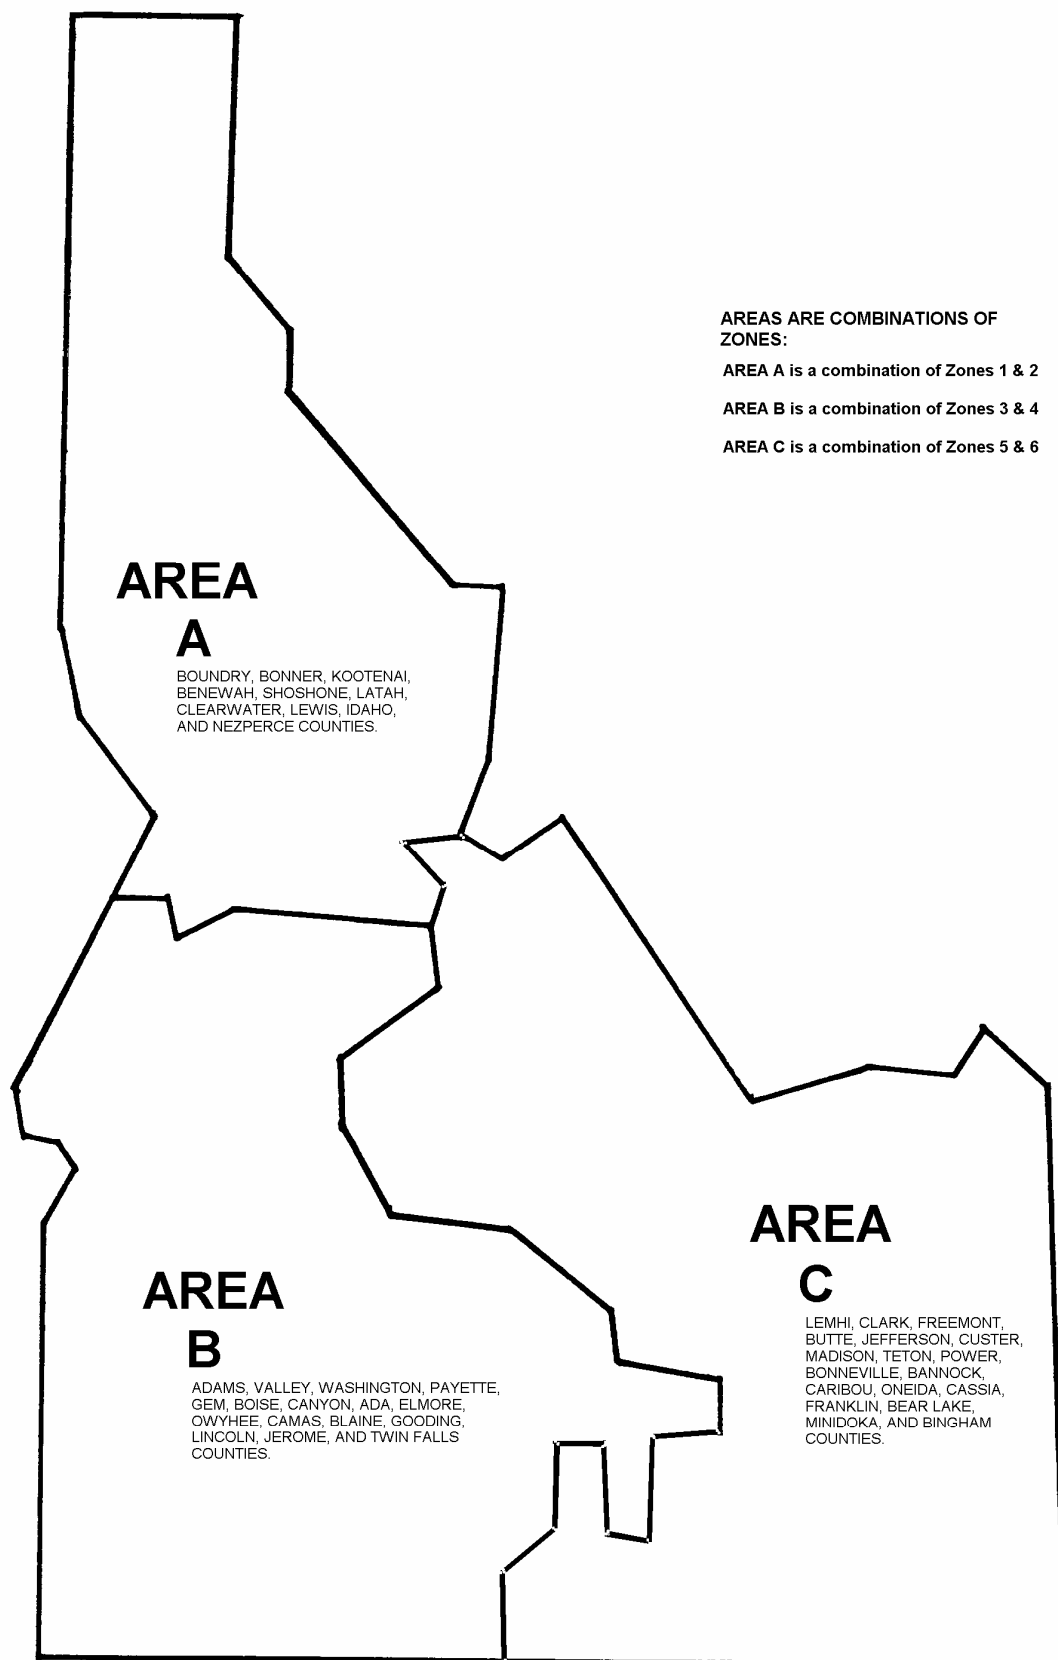 AREAS ARE COMBINATIONS OF
ZONES:
AREA A is a combination of Zones 1 & 2
AREA B is a combination of Zones 3 & 4
AREA C is a combination of Zones 5 & 6
AREA
A
BOUNDRY, BONNER, KOOTENAI,
BENEWAH, SHOSHONE, LATAH,
CLEARWATER, LEWIS, IDAHO,
AND NEZPERCE COUNTIES.
AREA
B
ADAMS, VALLEY, WASHINGTON, PAYETTE,
GEM, BOISE, CANYON, ADA, ELMORE,
OWYHEE, CAMAS, BLAINE, GOODING,
LINCOLN, JEROME, AND TWIN FALLS
COUNTIES.
AREA
C
LEMHI, CLARK, FREEMONT,
BUTTE, JEFFERSON, CUSTER,
MADISON, TETON, POWER,
BONNEVILLE, BANNOCK,
CARIBOU, ONEIDA, CASSIA,
FRANKLIN, BEAR LAKE,
MINIDOKA, AND BINGHAM
COUNTIES.